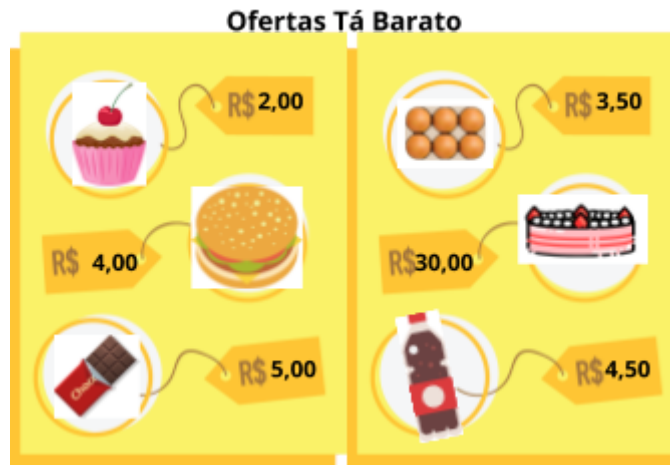 Ofertas Tá Barato
R$ 2,00
R$ 4,00
R$ 5,00
R$ 3,50
R$30,00
R$4,50